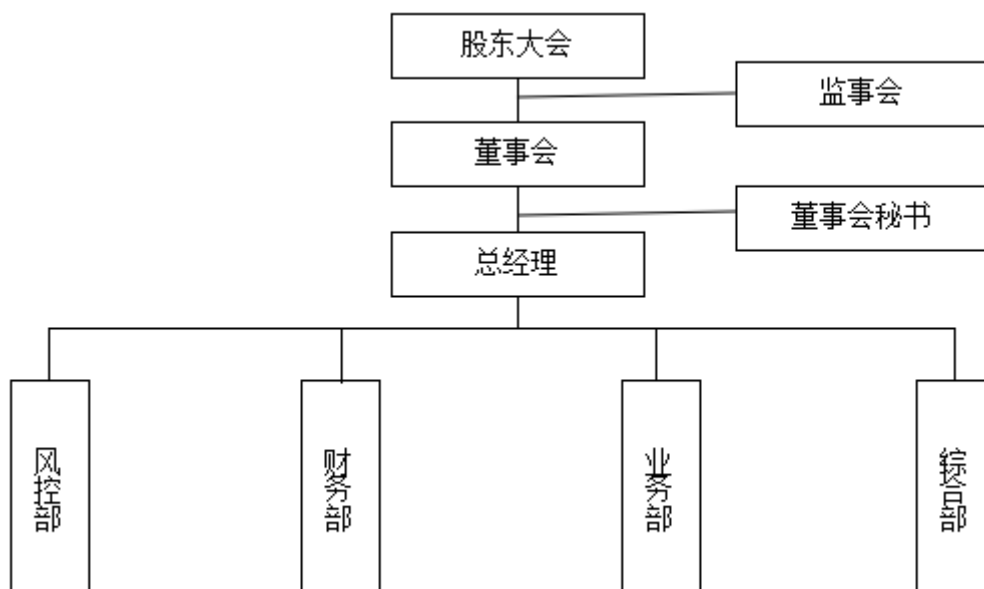 股东大会
监事会
董事会
董事会秘书
总经理
风控部
财务部
业务部
综合部